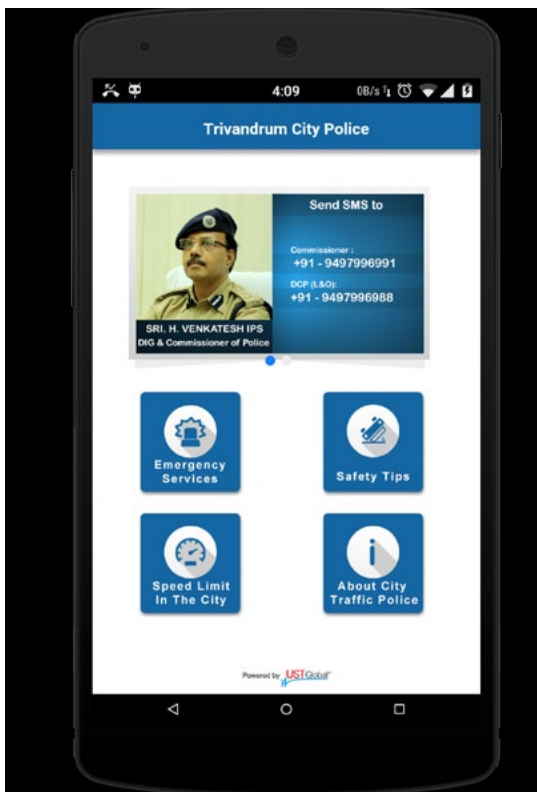 4:09
0B/s
Trivandrum City Police
Send SMS to
Commissioner :
+91 - 9497996991
DCP (L&O):
+91 - 9497996988
SRI. H. VENKATESH IPS
DIG & Commissioner of Police
Emergency
Services
Safety Tips
Speed Limit
In The City
About City
Traffic Police
Powered by UST Global